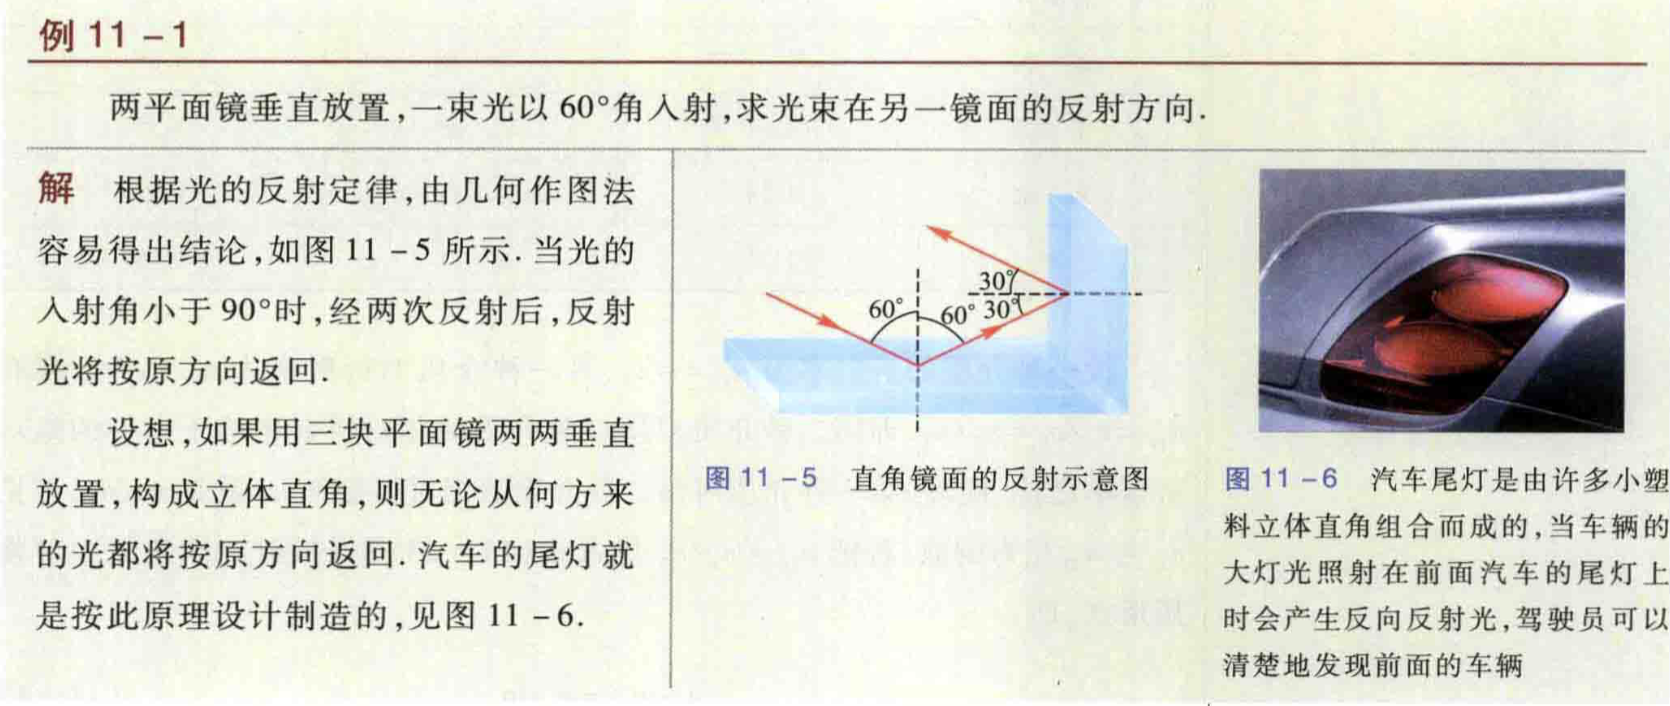 例 11-1
两平面镜垂直放置,一束光以 60°角入射,求光束在另一镜面的反射方向.
解 根据光的反射定律,由几何作图法
容易得出结论,如图 11-5 所示. 当光的
入射角小于 90°时,经两次反射后,反射
光将按原方向返回.
设想,如果用三块平面镜两两垂直
放置,构成立体直角,则无论从何方来
的光都将按原方向返回. 汽车的尾灯就
是按此原理设计制造的,见图 11-6.
30°
60° 60° 30°
图 11-5 直角镜面的反射示意图
图 11-6 汽车尾灯是由许多小塑
料立体直角组合而成的,当车辆的
大灯光照射在前面汽车的尾灯上
时会产生反向反射光,驾驶员可以
清楚地发现前面的车辆